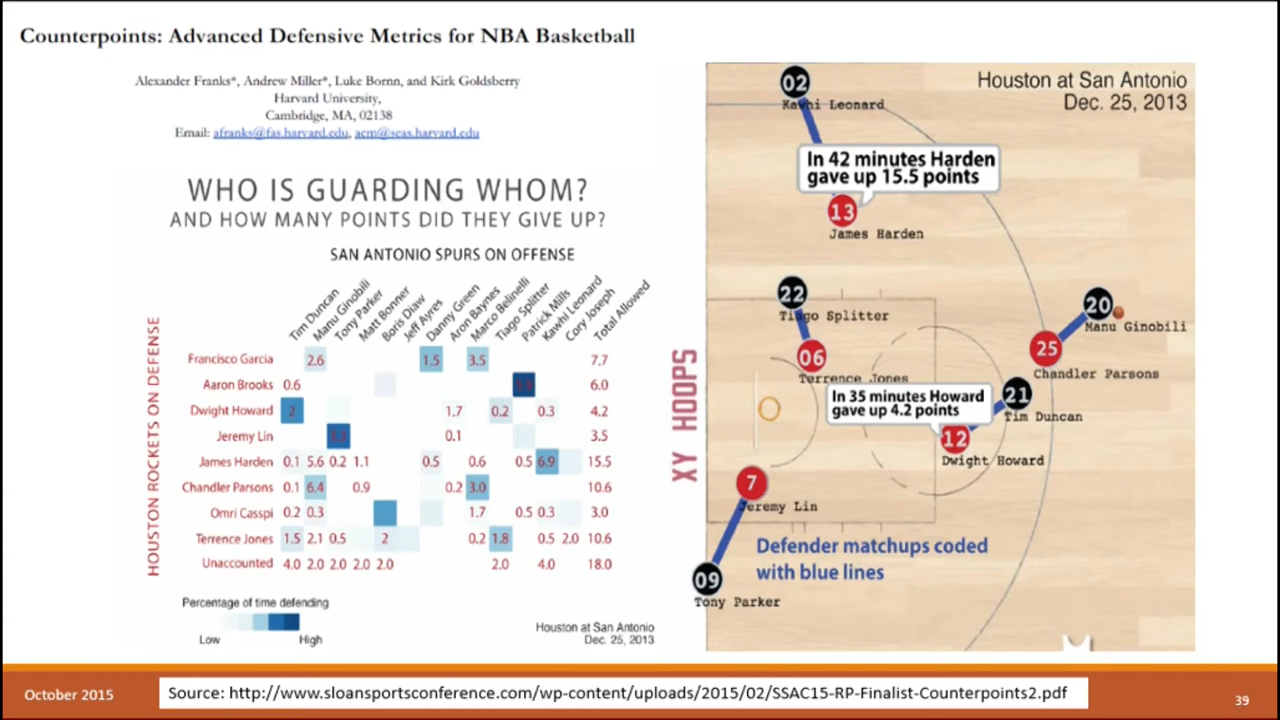 Counterpoints: Advanced Defensive Metrics for NBA Basketball
Alexander Franks*, Andrew Miller*, Luke Bornn, and Kirk Goldsberry
Harvard University,
Cambridge, MA, 02138
Email: afranks@fas.harvard.edu, acm@seas.harvard.edu
WHO IS GUARDING WHOM?
AND HOW MANY POINTS DID THEY GIVE UP?
SAN ANTONIO SPURS ON OFFENSE
Tim Duncan
Manu Ginobili
Tony Parker
Matt Bonner
Boris Diaw
Jeff Ayres
Danny Green
Aron Baynes
Marco Belinelli
Tiago Splitter
Patrick Mills
Kawhi Leonard
Cory Joseph
Total Allowed
HOUSTON ROCKETS ON DEFENSE
Francisco Garcia 2.6 1.5 3.5 7.7
Aaron Brooks 0.6 6.0
Dwight Howard 2 1.7 0.2 0.3 4.2
Jeremy Lin 0.1 3.5
James Harden 0.1 5.6 0.2 1.1 0.5 0.6 0.5 6.9 15.5
Chandler Parsons 0.1 6.4 0.9 0.2 3.0 10.6
Omri Casspi 0.2 0.3 1.7 0.5 0.3 3.0
Terrence Jones 1.5 2.1 0.5 2 0.2 1.8 0.5 2.0 10.6
Unaccounted 4.0 2.0 2.0 2.0 2.0 2.0 4.0 18.0
Percentage of time defending
Low High
Houston at San Antonio
Dec. 25, 2013
XY HOOPS
Houston at San Antonio
Dec. 25, 2013
02
Kawhi Leonard
In 42 minutes Harden
gave up 15.5 points
13
James Harden
22
Tiago Splitter
20
Manu Ginobili
06
Terrence Jones
25
Chandler Parsons
In 35 minutes Howard
gave up 4.2 points
21
Tim Duncan
12
Dwight Howard
7
Jeremy Lin
Defender matchups coded
with blue lines
09
Tony Parker
October 2015
Source: http://www.sloansportsconference.com/wp-content/uploads/2015/02/SSAC15-RP-Finalist-Counterpoints2.pdf
39